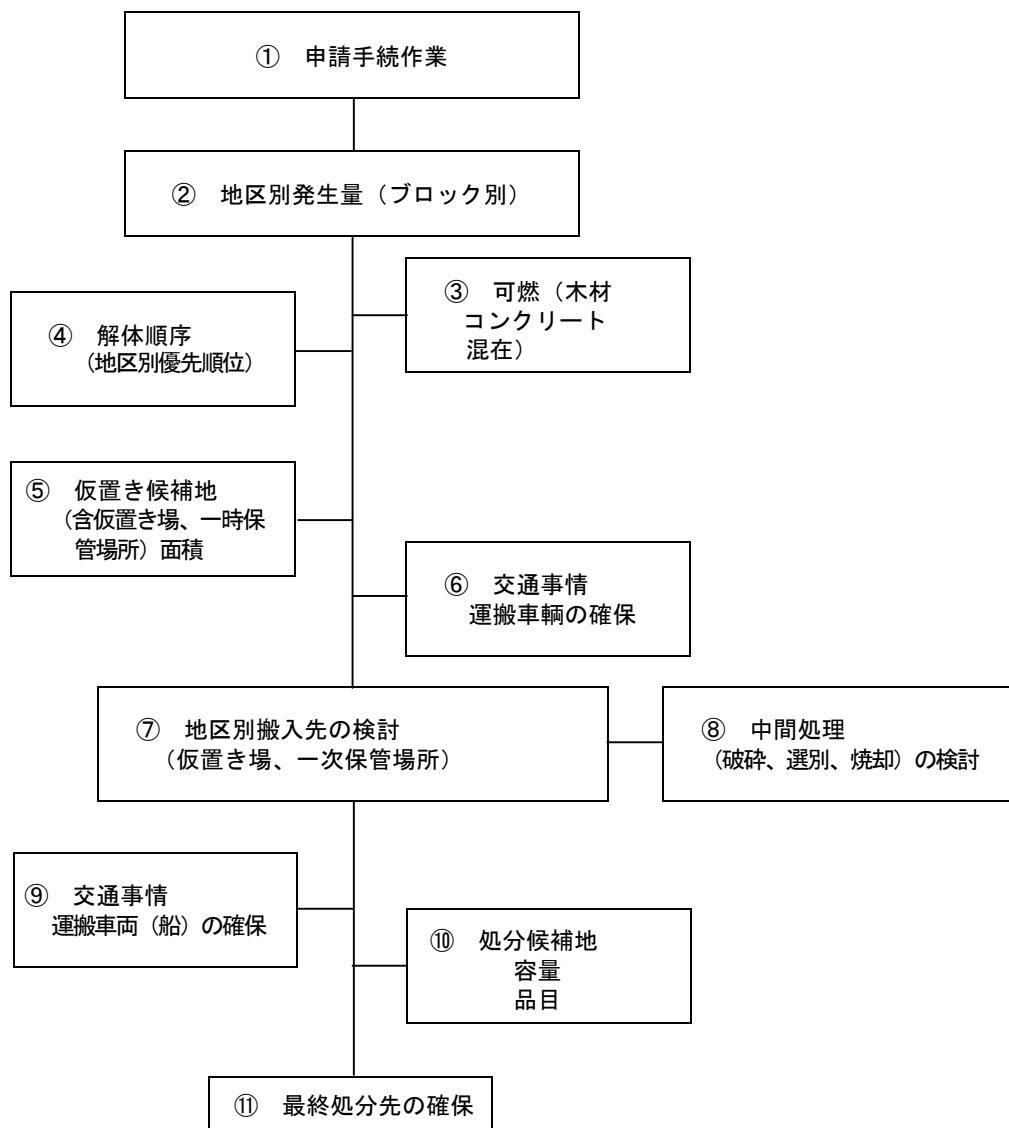 ① 申請手続作業
② 地区別発生量（ブロック別）
③ 可燃（木材
コンクリート
混在）
④ 解体順序
（地区別優先順位）
⑤ 仮置き候補地
（含仮置き場、一時保
管場所）面積
⑥ 交通事情
運搬車輌の確保
⑦ 地区別搬入先の検討
（仮置き場、一次保管場所）
⑧ 中間処理
（破砕、選別、焼却）の検討
⑨ 交通事情
運搬車両（船）の確保
⑩ 処分候補地
容量
品目
⑪ 最終処分先の確保